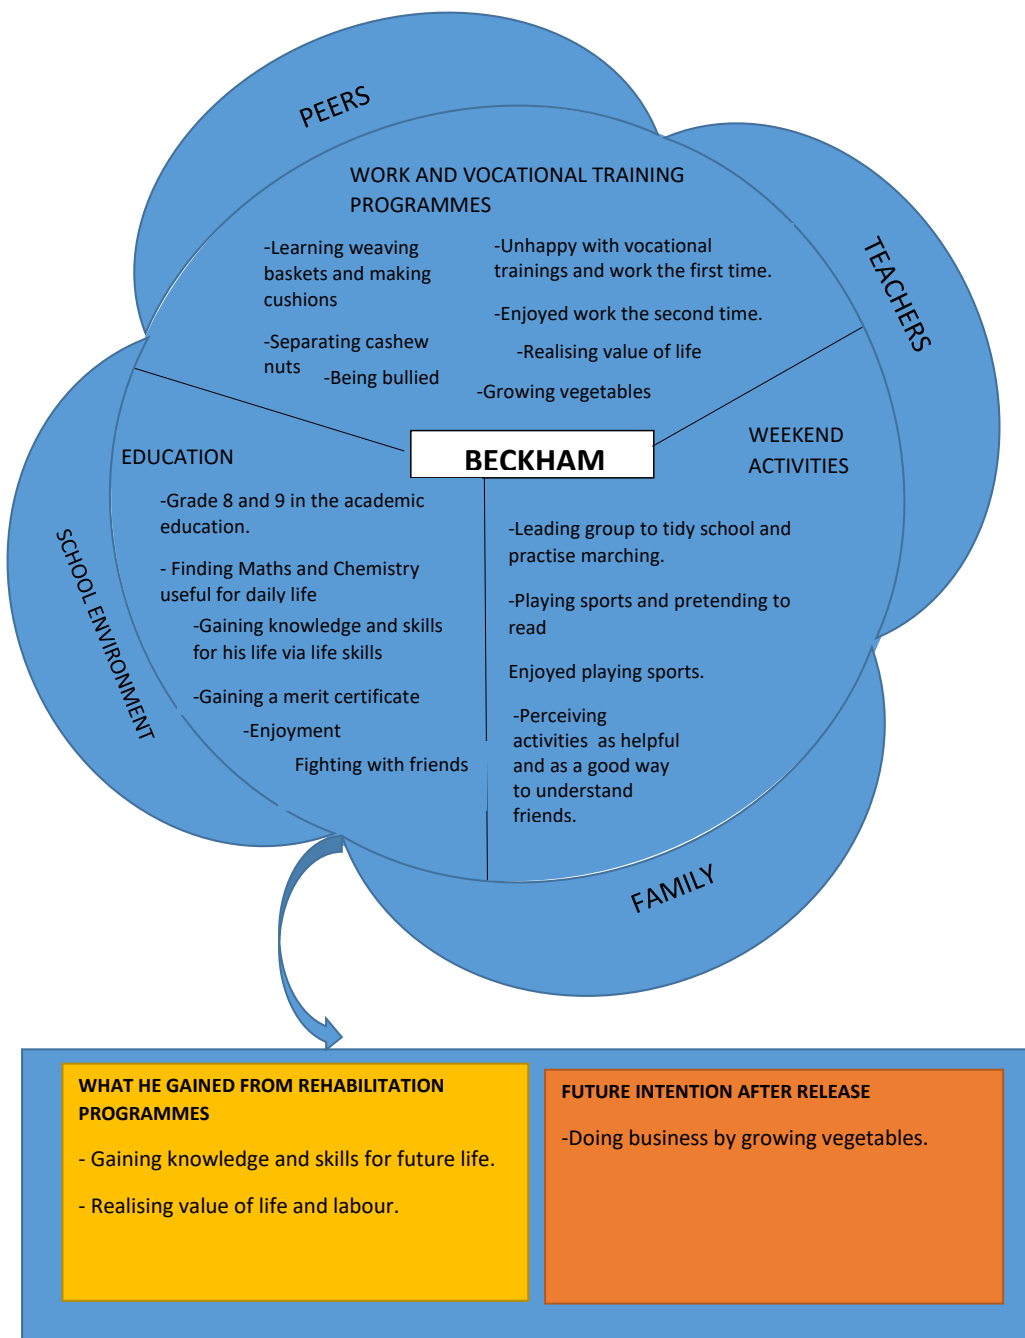 PEERS
TEACHERS
WORK AND VOCATIONAL TRAINING
PROGRAMMES
-Learning weaving
baskets and making
cushions
-Separating cashew
nuts
-Being bullied
-Unhappy with vocational
trainings and work the first time.
-Enjoyed work the second time.
-Realising value of life
-Growing vegetables
BECKHAM
EDUCATION
-Grade 8 and 9 in the academic
education.
- Finding Maths and Chemistry
useful for daily life
-Gaining knowledge and skills
for his life via life skills
-Gaining a merit certificate
-Enjoyment
Fighting with friends
WEEKEND
ACTIVITIES
-Leading group to tidy school and
practise marching.
-Playing sports and pretending to
read
Enjoyed playing sports.
-Perceiving
activities as helpful
and as a good way
to understand
friends.
SCHOOL ENVIRONMENT
FAMILY
WHAT HE GAINED FROM REHABILITATION
PROGRAMMES
- Gaining knowledge and skills for future life.
- Realising value of life and labour.
FUTURE INTENTION AFTER RELEASE
-Doing business by growing vegetables.